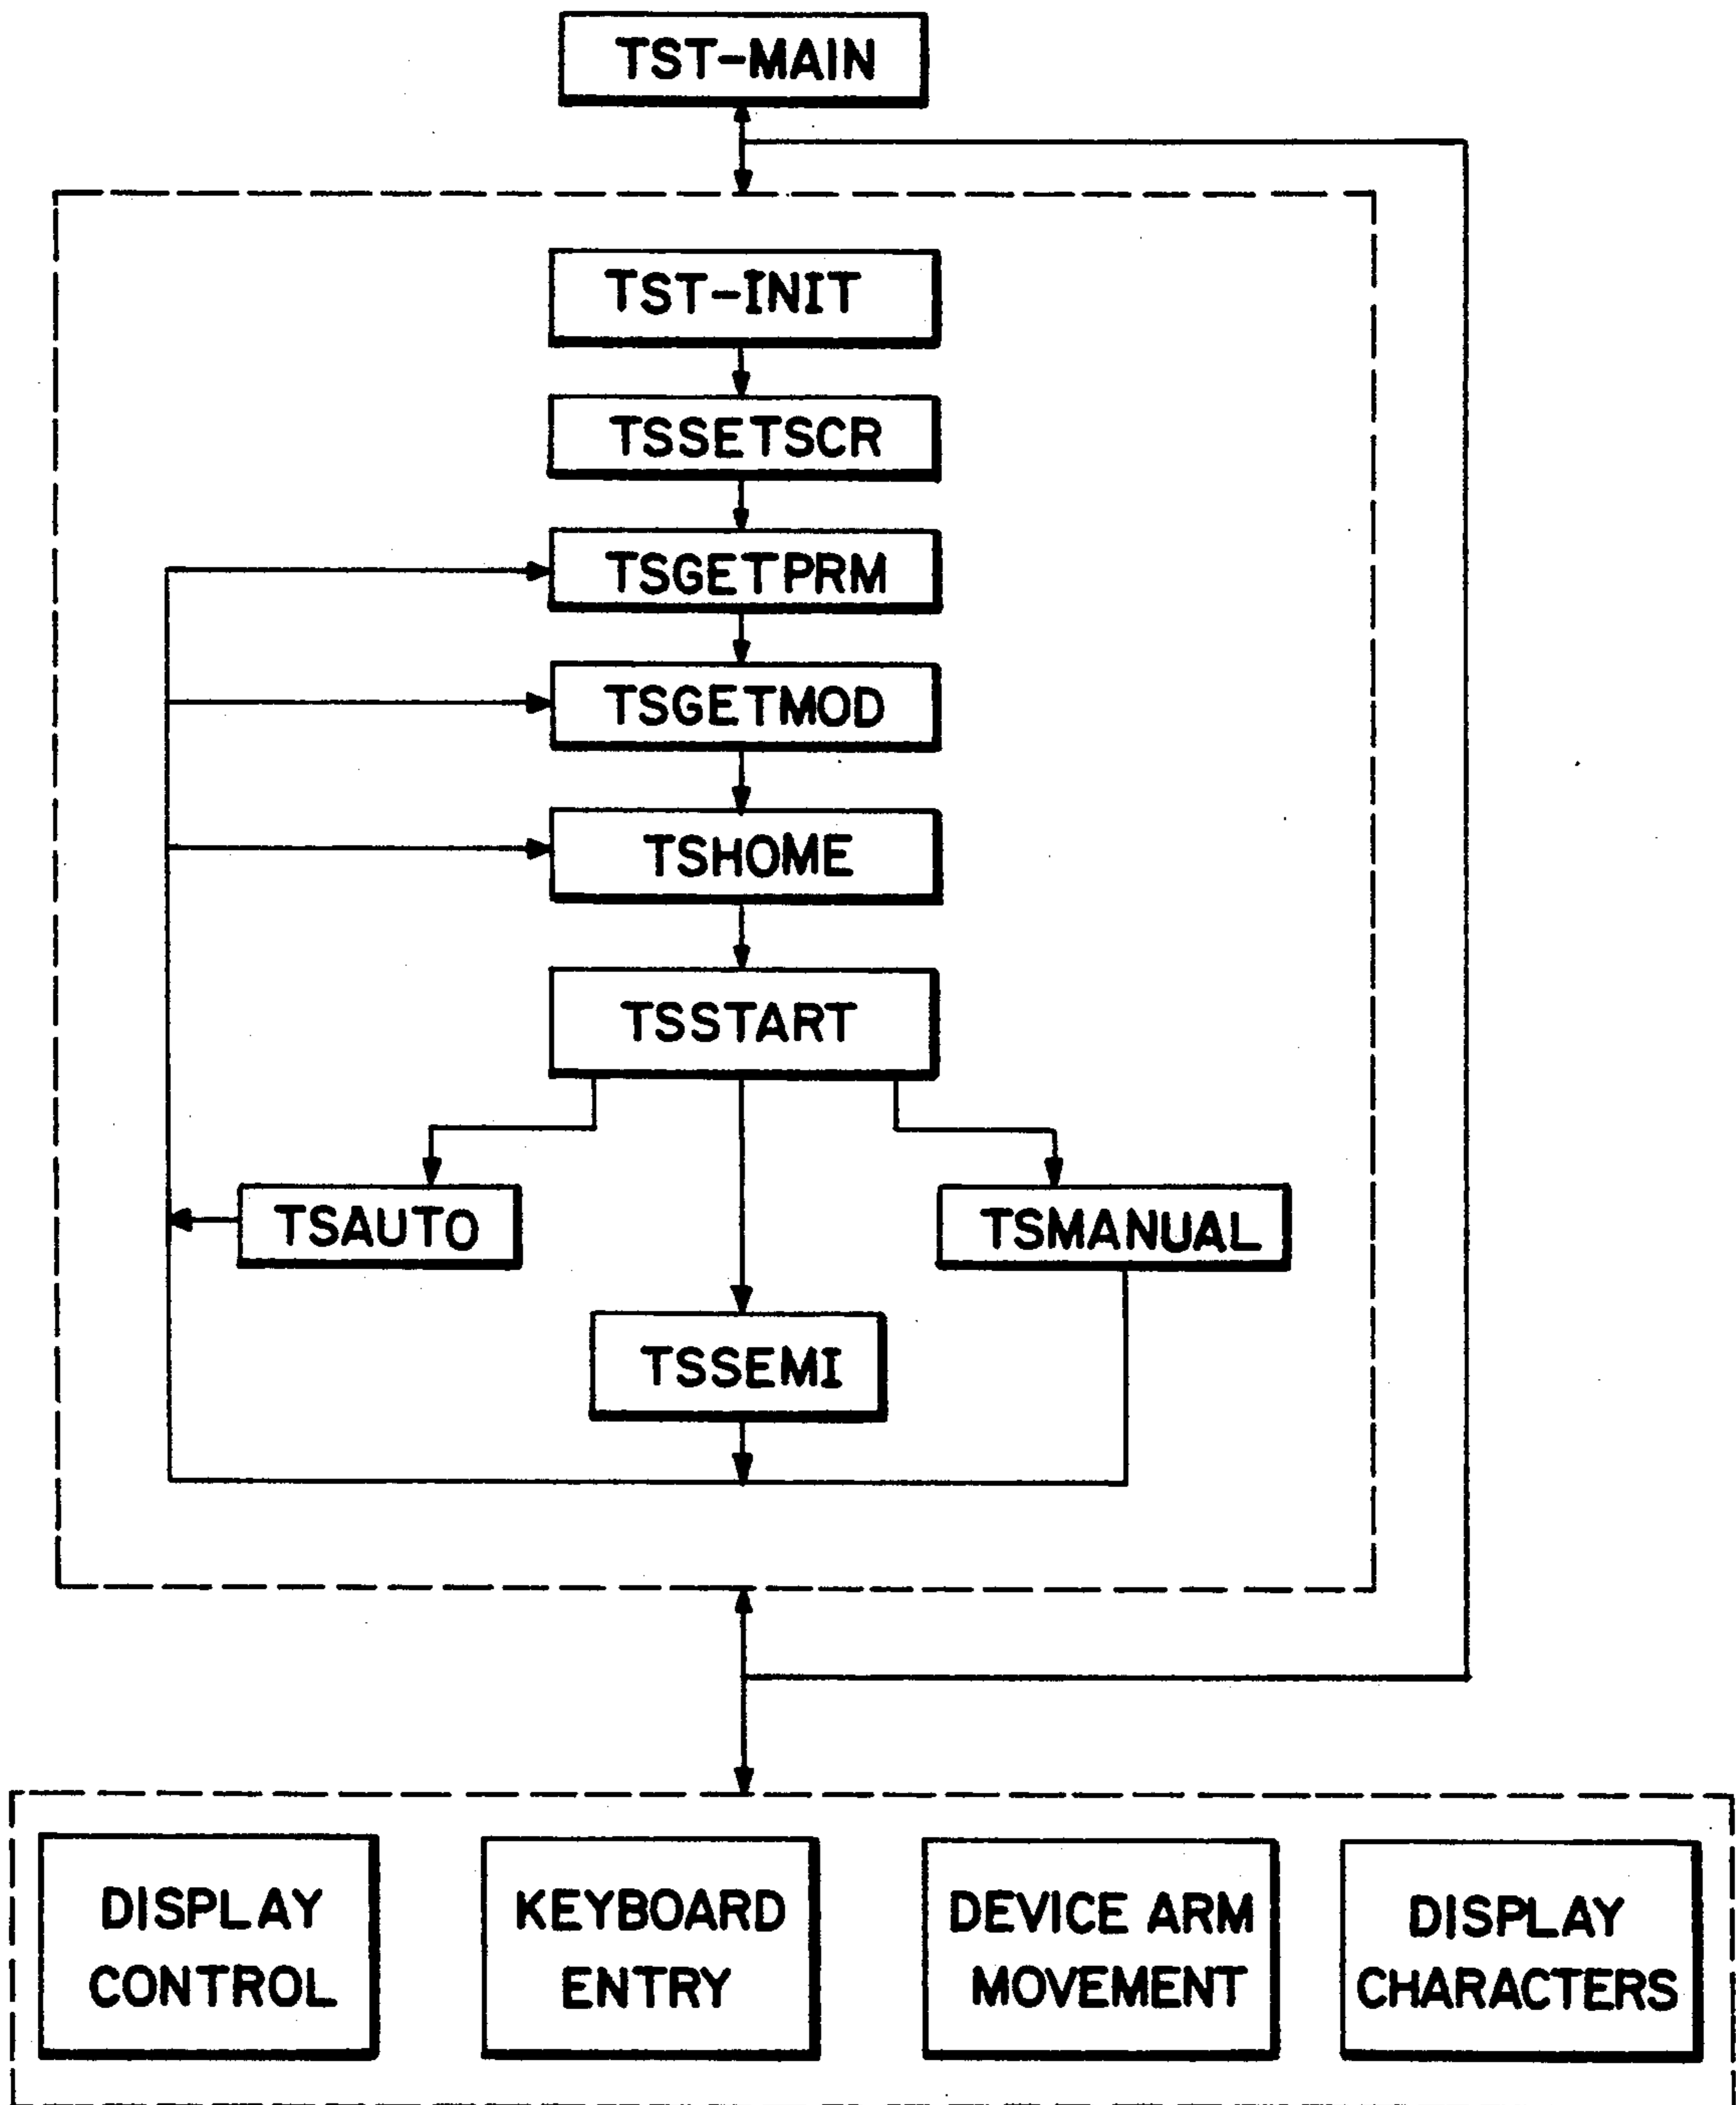 TST-MAIN
TST-INIT
TSSETSCR
TSGETPRM
TSGETMOD
TSHOME
TSSTART
TSAUTO
TSMANUAL
TSSEMI
DISPLAY
CONTROL
KEYBOARD
ENTRY
DEVICE ARM
MOVEMENT
DISPLAY
CHARACTERS